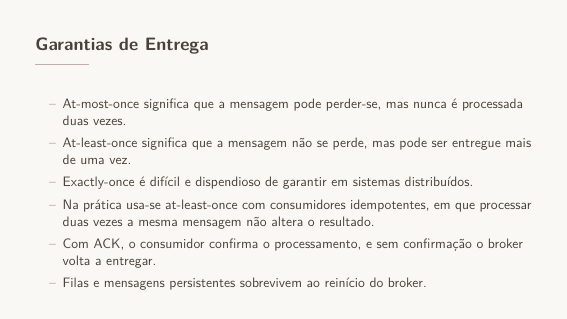 Garantias de Entrega
– At-most-once significa que a mensagem pode perder-se, mas nunca é processada
duas vezes.
– At-least-once significa que a mensagem não se perde, mas pode ser entregue mais
de uma vez.
– Exactly-once é difícil e dispendioso de garantir em sistemas distribuídos.
– Na prática usa-se at-least-once com consumidores idempotentes, em que processar
duas vezes a mesma mensagem não altera o resultado.
– Com ACK, o consumidor confirma o processamento, e sem confirmação o broker
volta a entregar.
– Filas e mensagens persistentes sobrevivem ao reinício do broker.